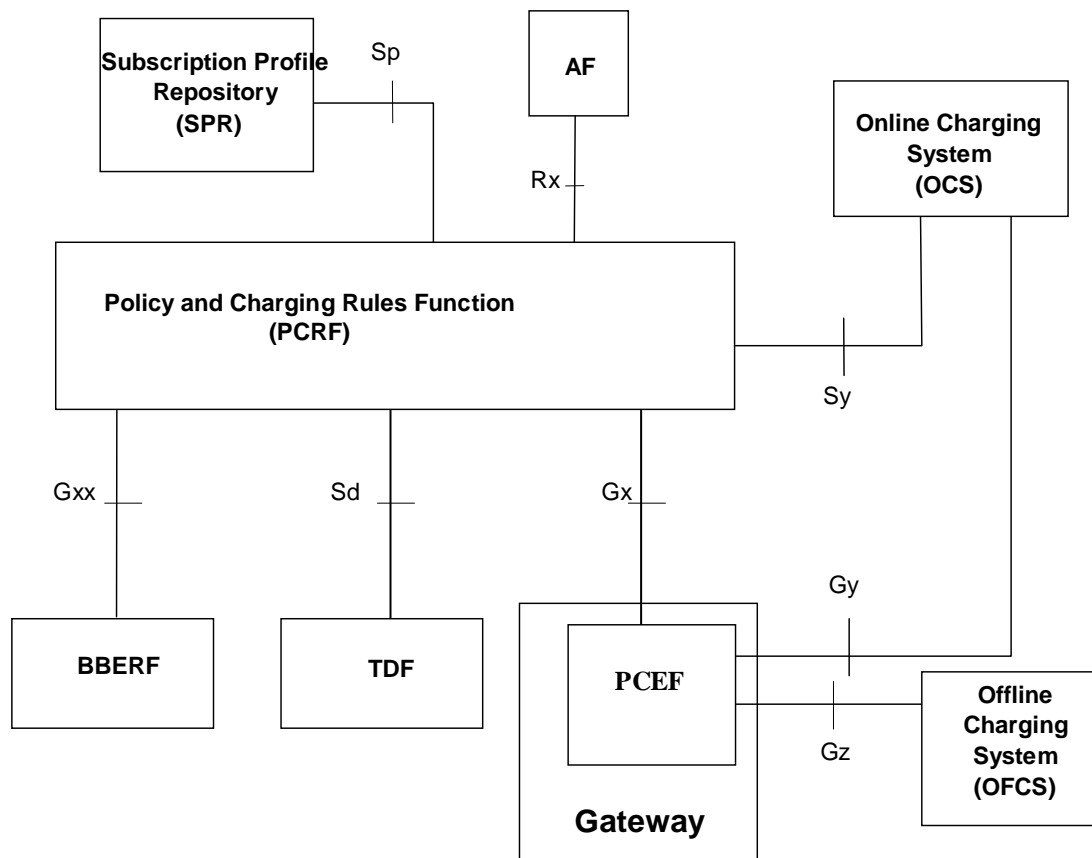 Subscription Profile
Repository
(SPR)
Sp
AF
Online Charging
System
(OCS)
Rx
Policy and Charging Rules Function
(PCRF)
Sy
Gxx
Sd
Gx
Gy
BBERF
TDF
PCEF
Offline
Charging
System
(OFCS)
Gz
Gateway